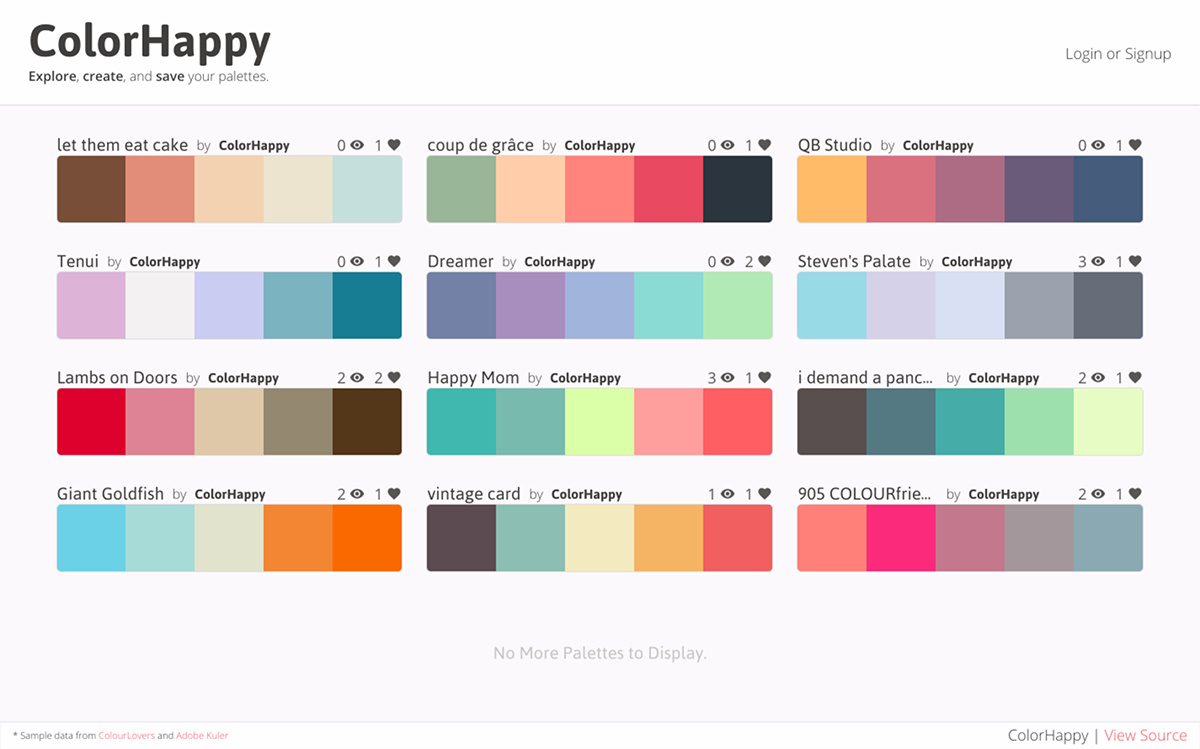 ColorHappy
Explore, create, and save your palettes.
Login or Signup
let them eat cake by ColorHappy 0 1
coup de grâce by ColorHappy 0 1
QB Studio by ColorHappy 0 1
Tenui by ColorHappy 0 1
Dreamer by ColorHappy 0 2
Steven's Palate by ColorHappy 3 1
Lambs on Doors by ColorHappy 2 2
Happy Mom by ColorHappy 3 1
i demand a panc... by ColorHappy 2 1
Giant Goldfish by ColorHappy 2 1
vintage card by ColorHappy 1 1
905 COLOURfrie... by ColorHappy 2 1
No More Palettes to Display.
* Sample data from ColourLovers and Adobe Kuler
ColorHappy | View Source